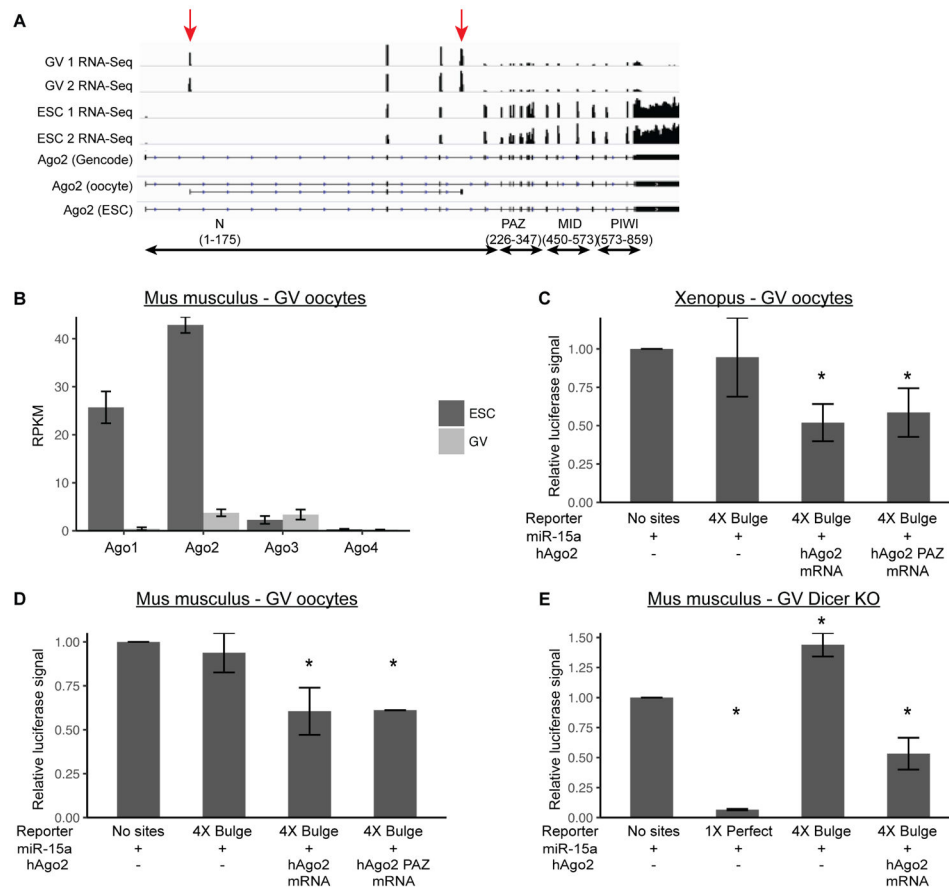 A
GV 1 RNA-Seq
GV 2 RNA-Seq
ESC 1 RNA-Seq
ESC 2 RNA-Seq
Ago2 (Gencode)
Ago2 (oocyte)
Ago2 (ESC)
N PAZ MID PIWI
(1-175) (226-347) (450-573) (573-859)
B Mus musculus - GV oocytes
RPKM
40
30
20
10
0
Ago1 Ago2 Ago3 Ago4
ESC
GV
C Xenopus - GV oocytes
Relative luciferase signal
1.00
0.75
0.50
0.25
0.00
* *
Reporter No sites 4X Bulge 4X Bulge 4X Bulge
miR-15a + + + +
hAgo2 - - hAgo2 hAgo2 PAZ
mRNA mRNA
D Mus musculus - GV oocytes
Relative luciferase signal
1.00
0.75
0.50
0.25
0.00
* *
Reporter No sites 4X Bulge 4X Bulge 4X Bulge
miR-15a + + + +
hAgo2 - - hAgo2 hAgo2 PAZ
mRNA mRNA
E Mus musculus - GV Dicer KO
Relative luciferase signal
1.50
1.25
1.00
0.75
0.50
0.25
0.00
* * *
Reporter No sites 1X Perfect 4X Bulge 4X Bulge
miR-15a + + + +
hAgo2 - - - hAgo2
mRNA